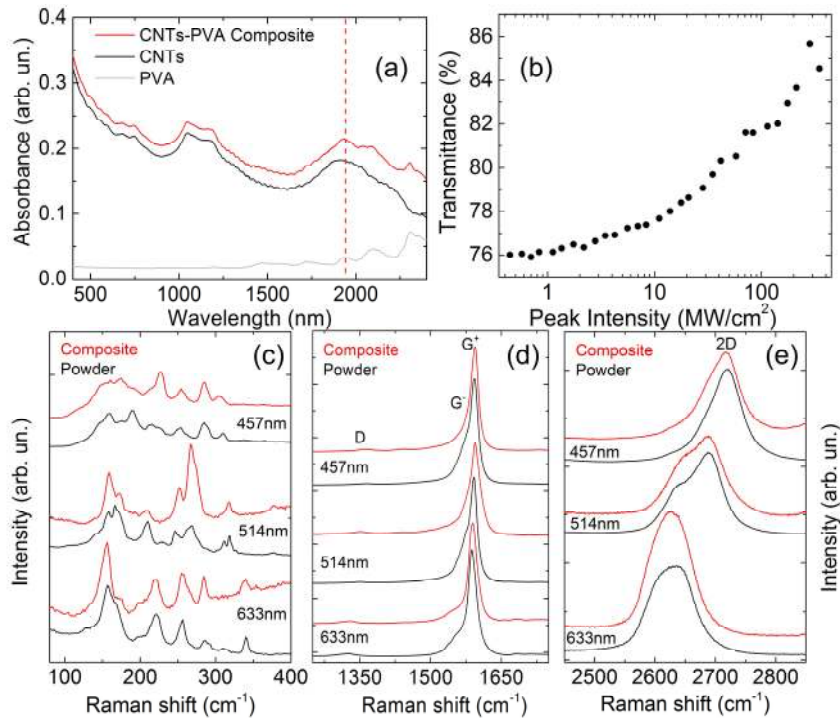 0.4
0.3
0.2
0.1
0.0
Absorbance (arb. un.)
CNTs-PVA Composite
CNTs
PVA
(a)
500 1000 1500 2000
Wavelength (nm)
86
84
82
80
78
76
Transmittance (%)
(b)
1 10 100
Peak Intensity (MW/cm²)
Intensity (arb. un.)
Composite
Powder
(c)
457nm
514nm
633nm
100 200 300 400
Raman shift (cm⁻¹)
Composite
Powder
G⁺
(d)
G⁻
D
457nm
514nm
633nm
1250 1500 1750
Raman shift (cm⁻¹)
Composite
Powder
2D
(e)
457nm
514nm
633nm
2500 2600 2700 2800
Raman shift (cm⁻¹)
Intensity (arb. un.)